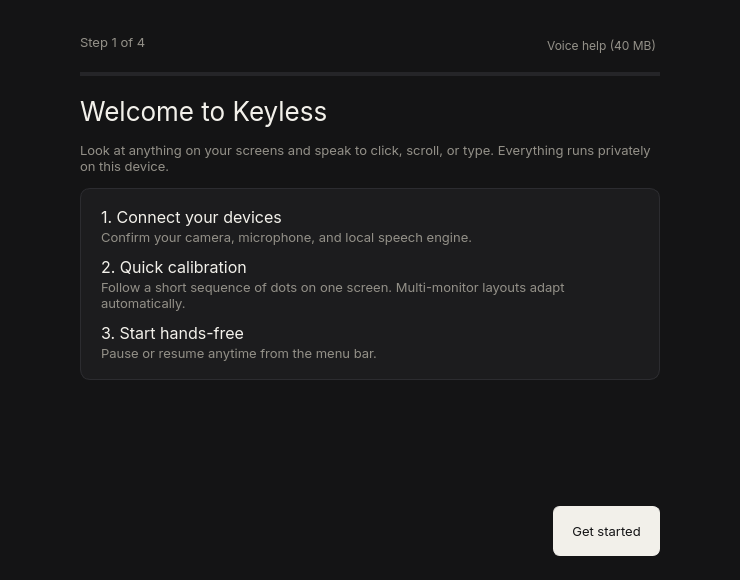 Step 1 of 4
Voice help (40 MB)
Welcome to Keyless
Look at anything on your screens and speak to click, scroll, or type. Everything runs privately
on this device.
1. Connect your devices
Confirm your camera, microphone, and local speech engine.
2. Quick calibration
Follow a short sequence of dots on one screen. Multi-monitor layouts adapt
automatically.
3. Start hands-free
Pause or resume anytime from the menu bar.
Get started